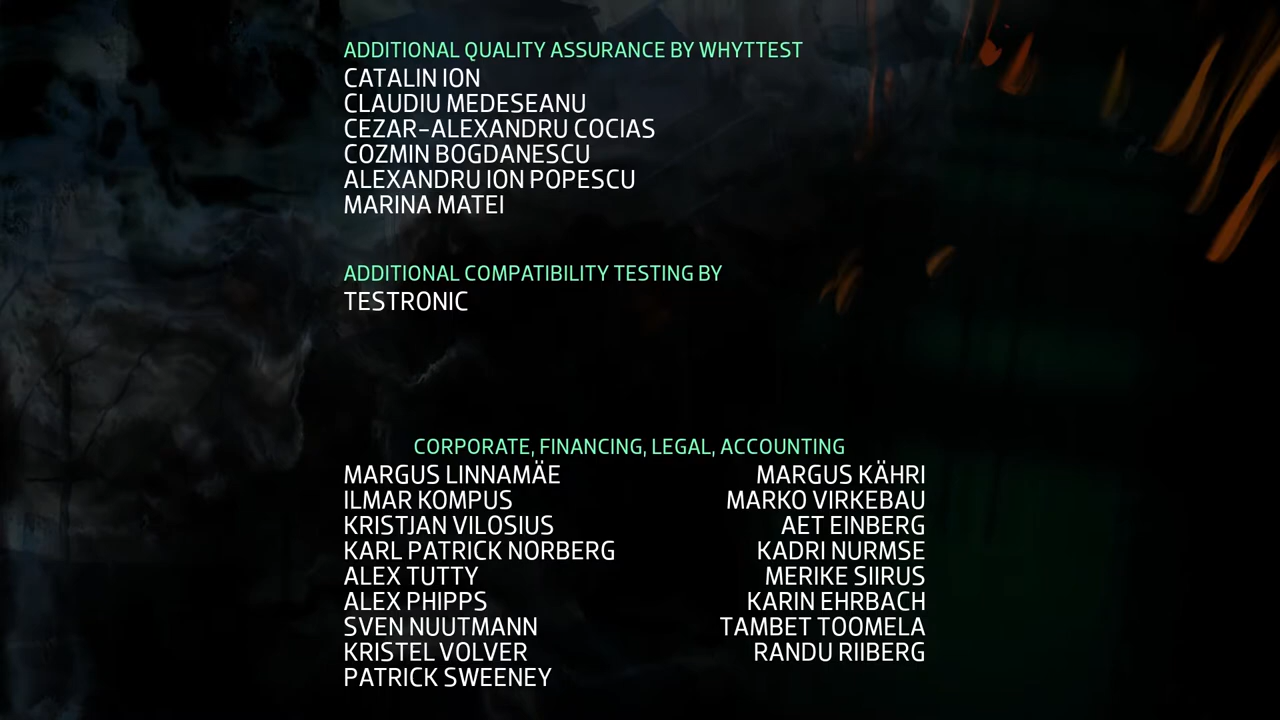 ADDITIONAL QUALITY ASSURANCE BY WHYTTEST
CATALIN ION
CLAUDIU MEDESEANU
CEZAR-ALEXANDRU COCIAS
COZMIN BOGDANESCU
ALEXANDRU ION POPESCU
MARINA MATEI
ADDITIONAL COMPATIBILITY TESTING BY
TESTRONIC
CORPORATE, FINANCING, LEGAL, ACCOUNTING
MARGUS LINNAMÄE
ILMAR KOMPUS
KRISTJAN VILOSIUS
KARL PATRICK NORBERG
ALEX TUTTY
ALEX PHIPPS
SVEN NUUTMANN
KRISTEL VOLVER
PATRICK SWEENEY
MARGUS KÄHRI
MARKO VIRKEBAU
AET EINBERG
KADRI NURMSE
MERIKE SIIRUS
KARIN EHRBACH
TAMBET TOOMELA
RANDU RIIBERG